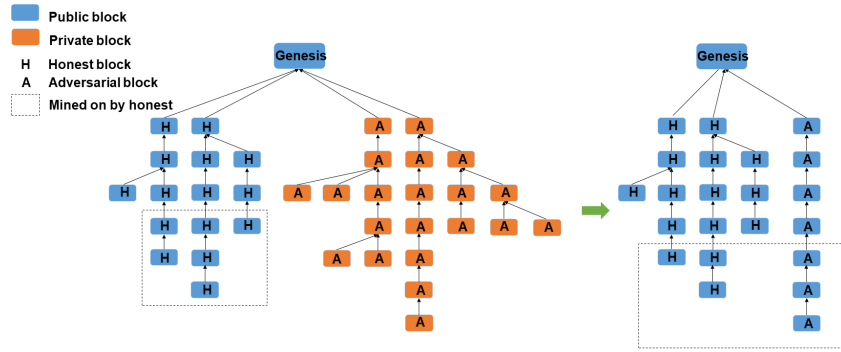 Public block
Private block
H Honest block
A Adversarial block
Mined on by honest
Genesis Genesis
H H A A H H A
H H H A A A H H H A
H H H H A A A A A A H H H H A
H H H A A A A A H H H A
H H A A A H H A
H A H A
A A